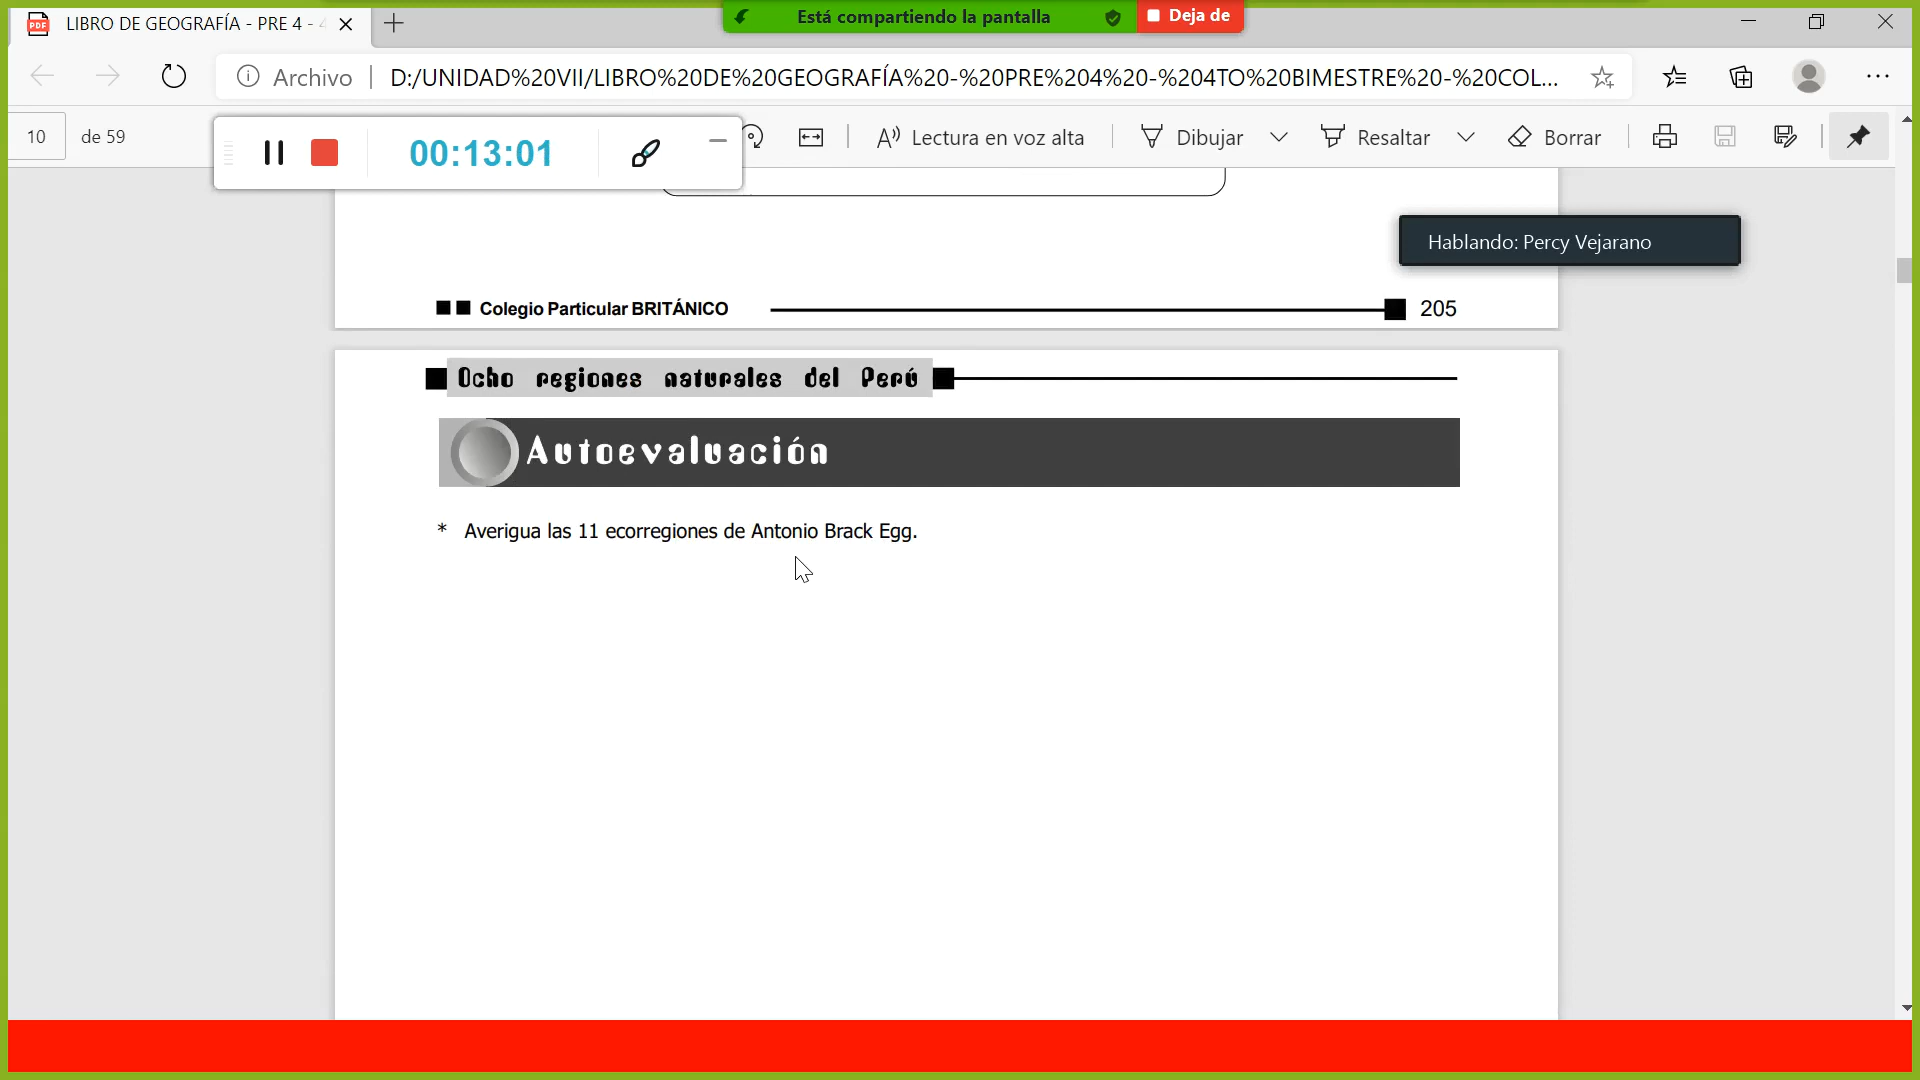 LIBRO DE GEOGRAFÍA - PRE 4 - 4
Está compartiendo la pantalla
Deja de
Archivo
D:/UNIDAD%20VII/LIBRO%20DE%20GEOGRAFÍA%20-%20PRE%204%20-%204TO%20BIMESTRE%20-%20COL...
10 de 59
00:13:01
Lectura en voz alta
Dibujar
Resaltar
Borrar
Hablando: Percy Vejarano
Colegio Particular BRITÁNICO 205
Ocho regiones naturales del Perú
Autoevaluación
* Averigua las 11 ecorregiones de Antonio Brack Egg.